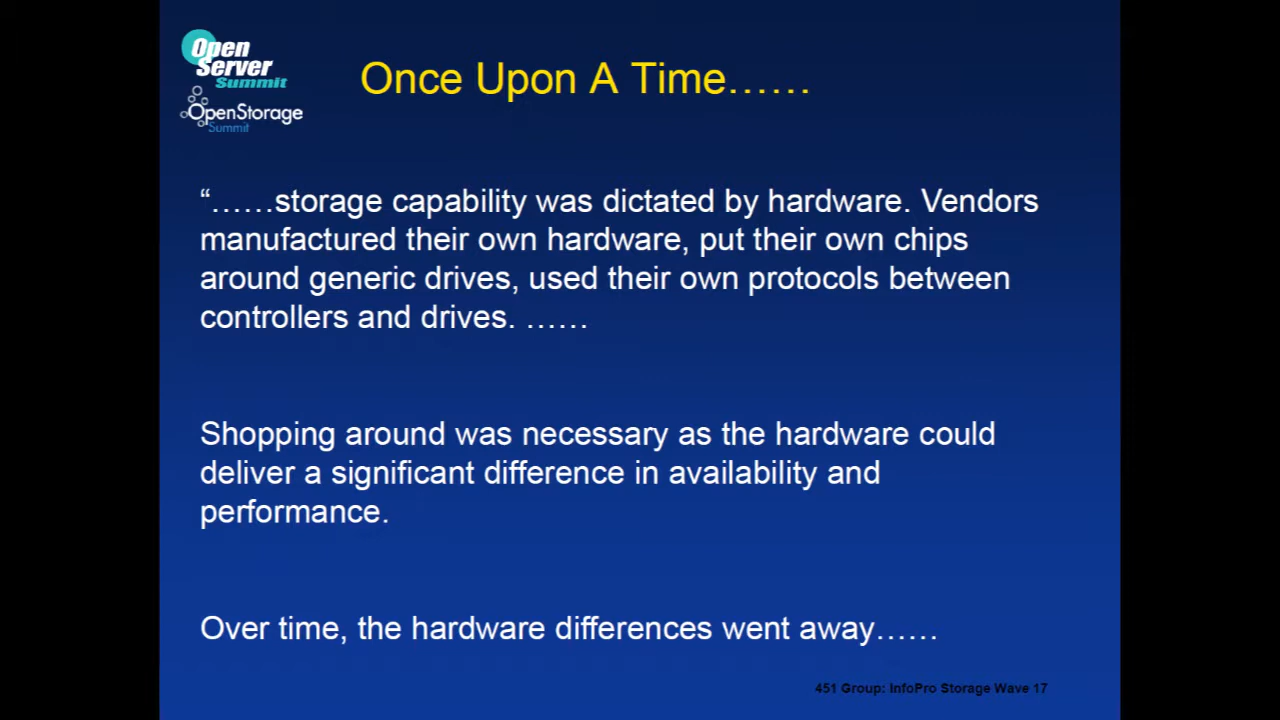 Open
Server
Summit
OpenStorage
Summit
Once Upon A Time……
“……storage capability was dictated by hardware. Vendors
manufactured their own hardware, put their own chips
around generic drives, used their own protocols between
controllers and drives. ……
Shopping around was necessary as the hardware could
deliver a significant difference in availability and
performance.
Over time, the hardware differences went away……
451 Group: InfoPro Storage Wave 17